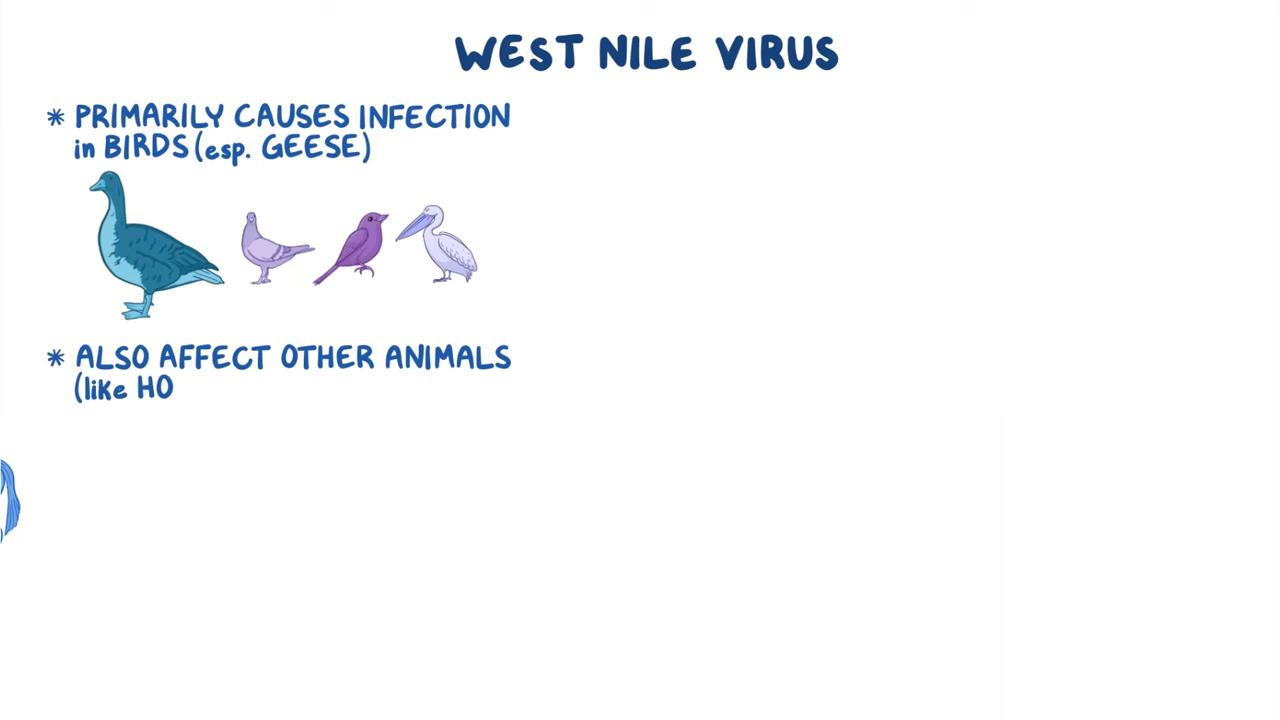 WEST NILE VIRUS
* PRIMARILY CAUSES INFECTION
in BIRDS (esp. GEESE)
* ALSO AFFECT OTHER ANIMALS
(like HO